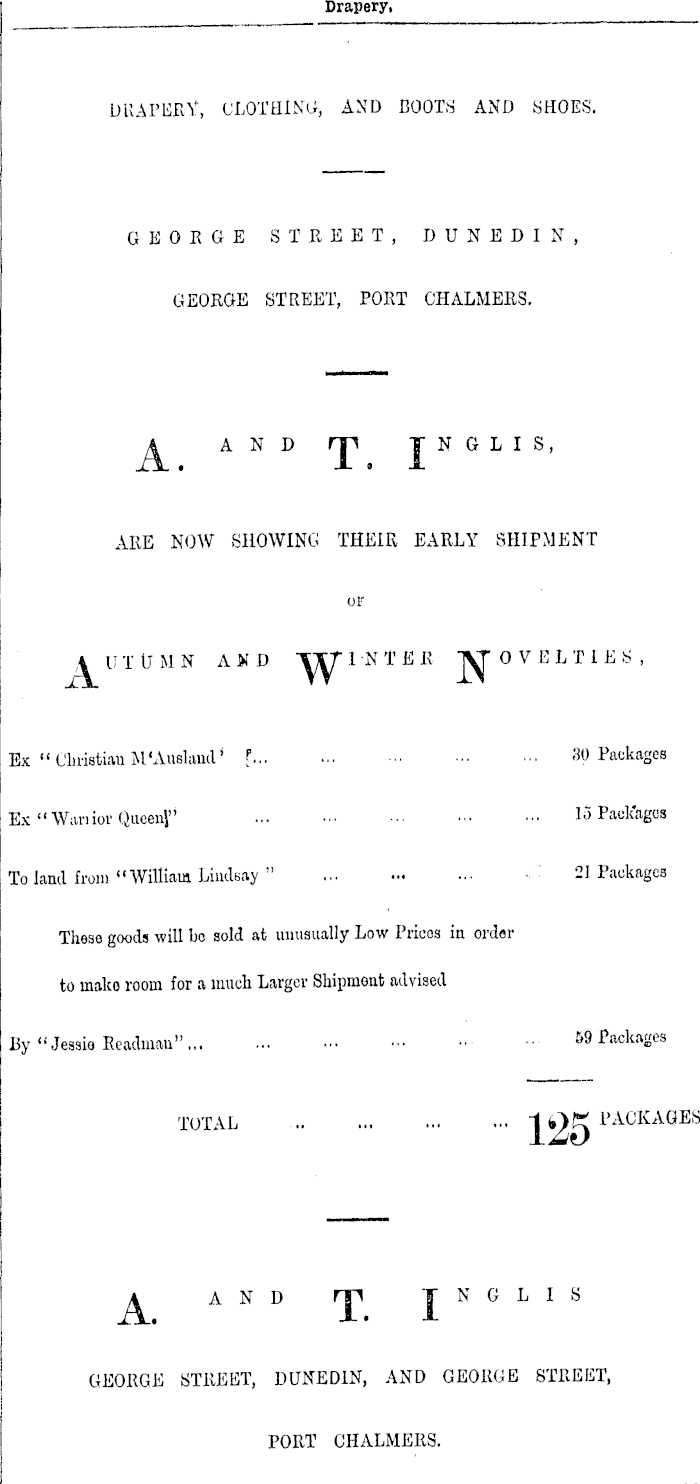 Drapery.
DRAPERY, CLOTHING, AND BOOTS AND SHOES.
GEORGE STREET, DUNEDIN,
GEORGE STREET, PORT CHALMERS.
A. AND T. INGLIS,
ARE NOW SHOWING THEIR EARLY SHIPMENT
OF
AUTUMN AND WINTER NOVELTIES,
Ex "Christian M'Ausland" ... ... ... ... ... 30 Packages
Ex "Warrior Queen" ... ... ... ... ... 15 Packages
To land from "William Lindsay" ... ... ... ... 21 Packages
These goods will be sold at unusually Low Prices in order
to make room for a much Larger Shipment advised
By "Jessie Readman" ... ... ... ... ... ... 59 Packages
TOTAL ... ... ... ... 125 PACKAGES
A. AND T. INGLIS
GEORGE STREET, DUNEDIN, AND GEORGE STREET,
PORT CHALMERS.